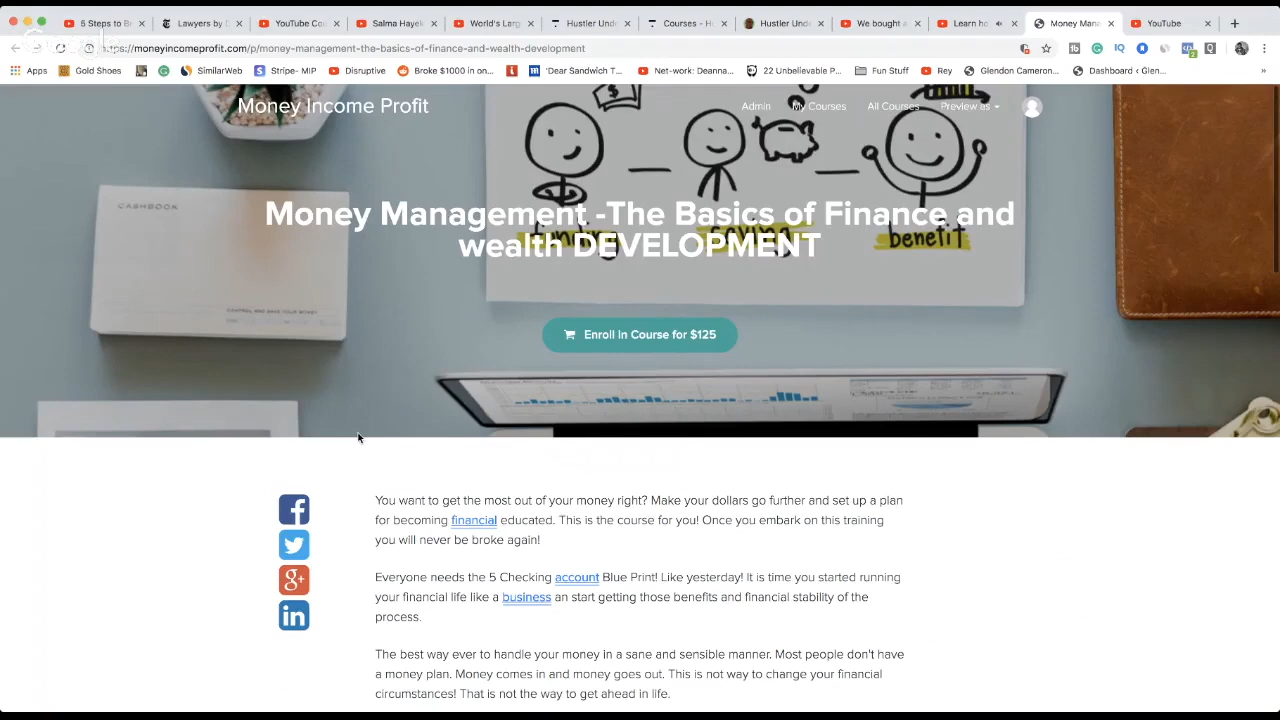 5 Steps to B
Lawyers by D
YouTube Cou
Salma Hayek
World's Larg
Hustler Unde
Courses - H
Hustler Und
We bought a
Learn ho
Money Mana
YouTube
https://moneyincomeprofit.com/p/money-management-the-basics-of-finance-and-wealth-development
Apps
Gold Shoes
SimilarWeb
Stripe- MIP
Disruptive
Broke $1000 in on...
'Dear Sandwich T...
Net-work: Deanna...
22 Unbelievable P...
Fun Stuff
Rey
Glendon Cameron...
Dashboard ‹ Glen...
»
Money Income Profit
Admin
My Courses
All Courses
Preview as
CASHBOOK
Money Management -The Basics of Finance and
wealth DEVELOPMENT
funding
saving
benefit
CONTROL AND SAVE YOUR MONEY
Enroll in Course for $125
You want to get the most out of your money right? Make your dollars go further and set up a plan
for becoming financial educated. This is the course for you! Once you embark on this training
you will never be broke again!
Everyone needs the 5 Checking account Blue Print! Like yesterday! It is time you started running
your financial life like a business an start getting those benefits and financial stability of the
process.
The best way ever to handle your money in a sane and sensible manner. Most people don't have
a money plan. Money comes in and money goes out. This is not way to change your financial
circumstances! That is not the way to get ahead in life.